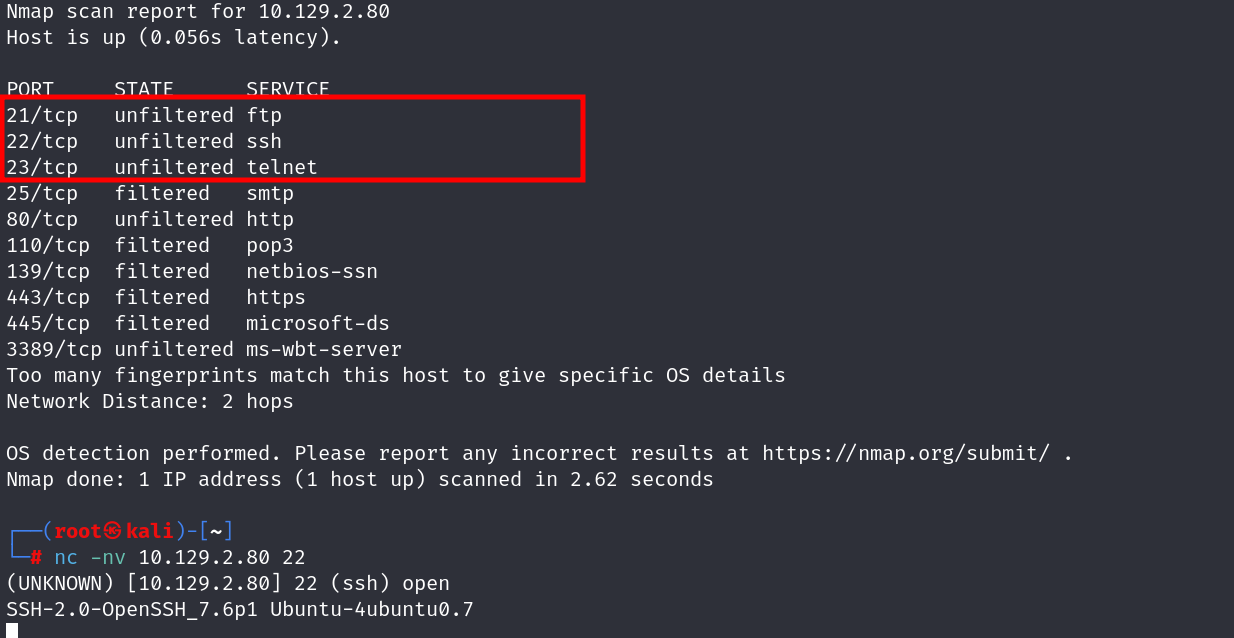 Nmap scan report for 10.129.2.80
Host is up (0.056s latency).
PORT     STATE      SERVICE
21/tcp   unfiltered ftp
22/tcp   unfiltered ssh
23/tcp   unfiltered telnet
25/tcp   filtered   smtp
80/tcp   unfiltered http
110/tcp  filtered   pop3
139/tcp  filtered   netbios-ssn
443/tcp  filtered   https
445/tcp  filtered   microsoft-ds
3389/tcp unfiltered ms-wbt-server
Too many fingerprints match this host to give specific OS details
Network Distance: 2 hops
OS detection performed. Please report any incorrect results at https://nmap.org/submit/ .
Nmap done: 1 IP address (1 host up) scanned in 2.62 seconds
┌──(root㉿kali)-[~]
└─# nc -nv 10.129.2.80 22
(UNKNOWN) [10.129.2.80] 22 (ssh) open
SSH-2.0-OpenSSH_7.6p1 Ubuntu-4ubuntu0.7